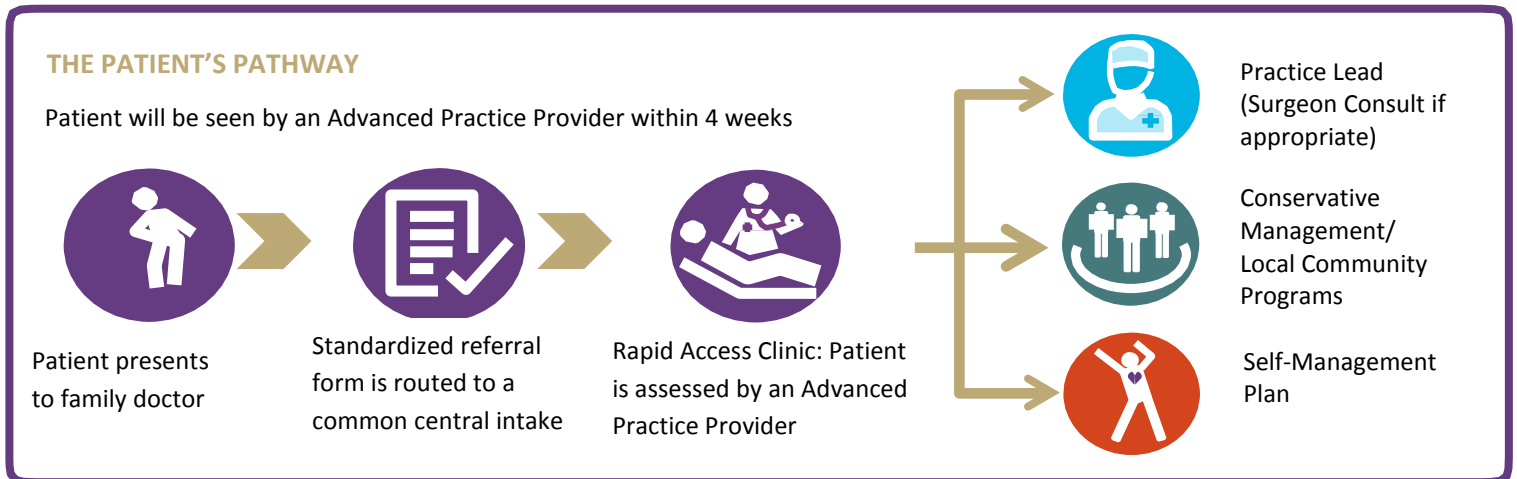 THE PATIENT’S PATHWAY
Patient will be seen by an Advanced Practice Provider within 4 weeks
Patient presents
to family doctor
Standardized referral
form is routed to a
common central intake
Rapid Access Clinic: Patient
is assessed by an Advanced
Practice Provider
Practice Lead
(Surgeon Consult if
appropriate)
Conservative
Management/
Local Community
Programs
Self-Management
Plan